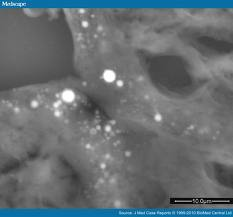 Medscape
10.0µm
Source: J Med Case Reports © 1999-2010 BioMed Central Ltd